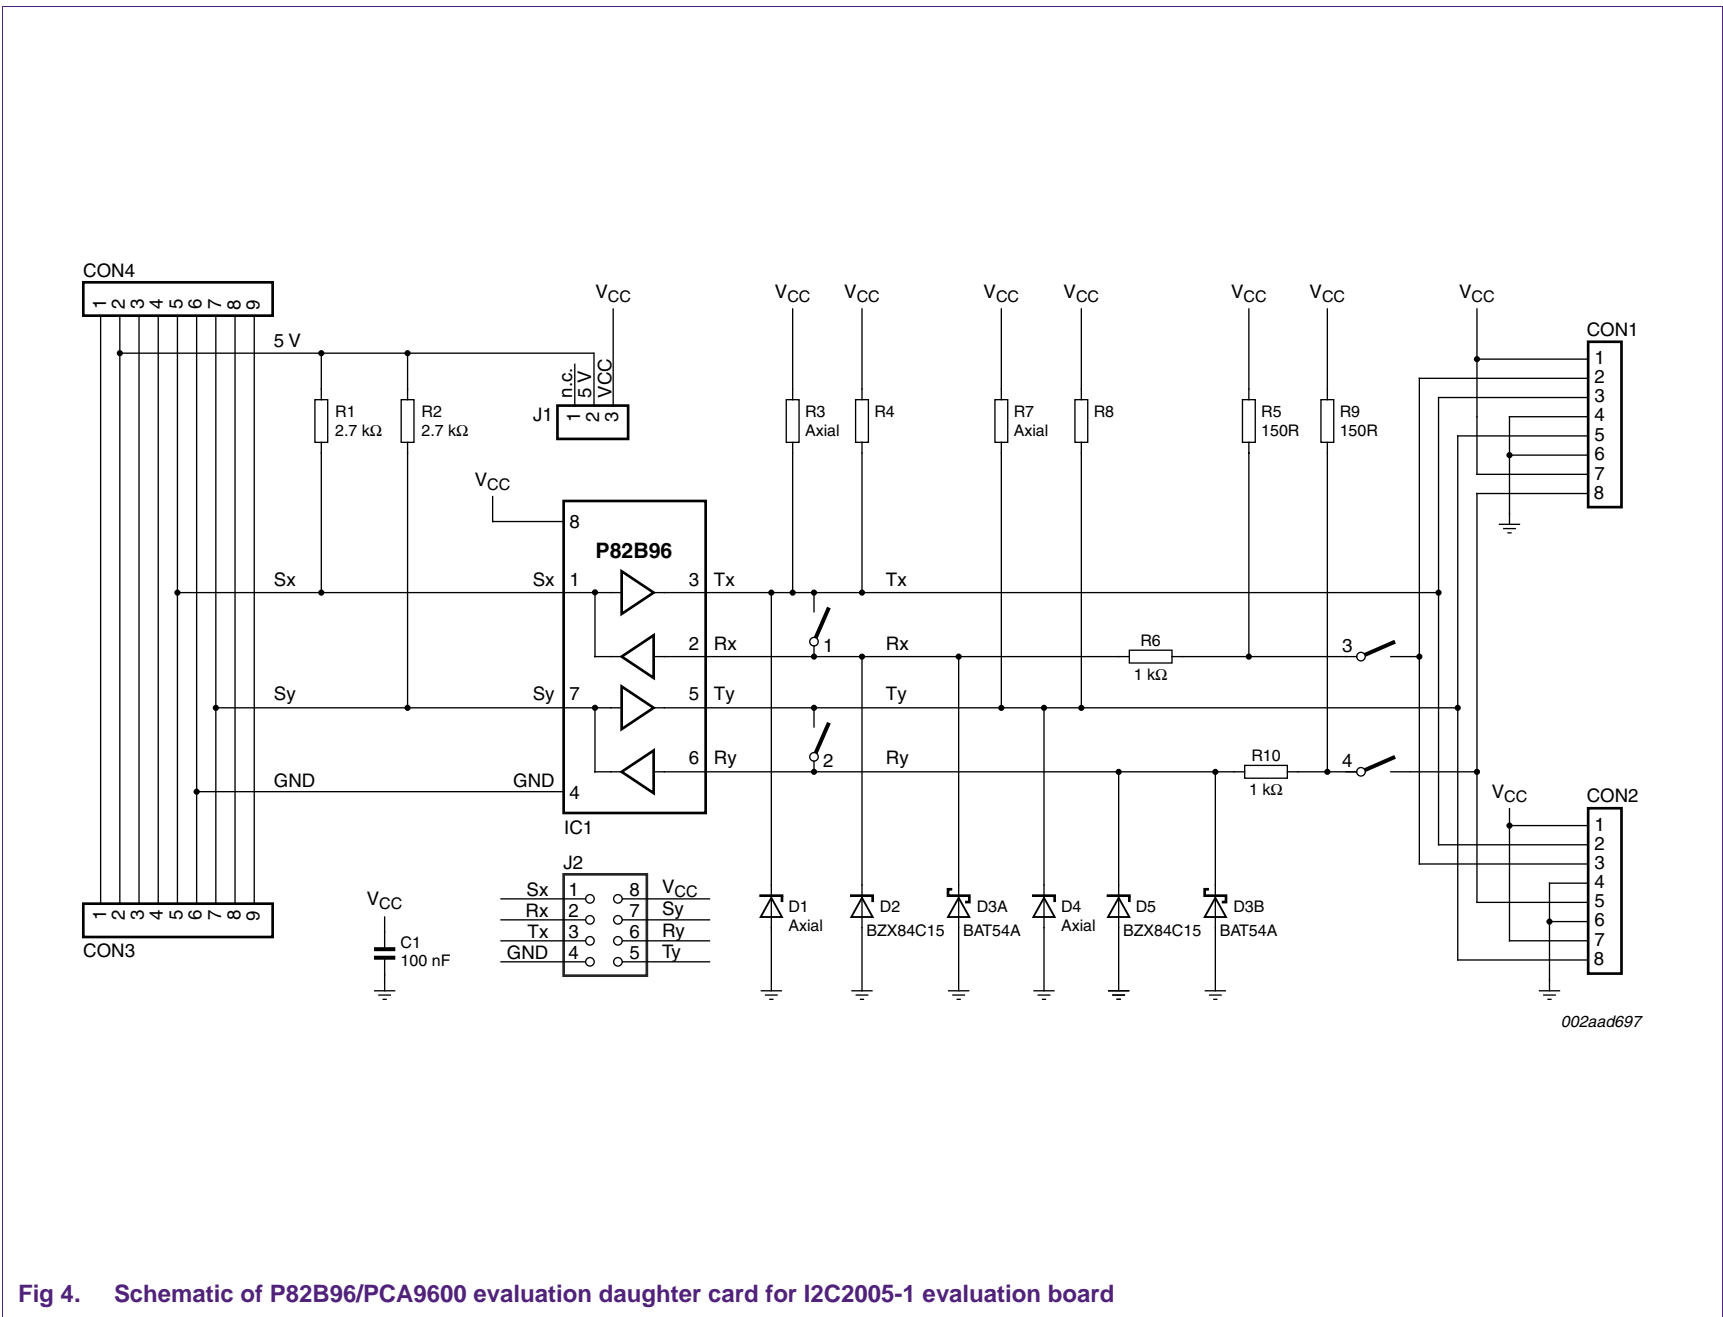 CON4
1 2 3 4 5 6 7 8 9
5 V
R1
2.7 kΩ
R2
2.7 kΩ
VCC
n.c.
5 V
VCC
J1
1 2 3
VCC
8
P82B96
Sx
Sx
1
3
Tx
Tx
2
Rx
Rx
1
Sy
Sy
7
5
Ty
Ty
6
Ry
Ry
2
GND
GND
4
IC1
VCC
R3
Axial
VCC
R4
VCC
R7
Axial
VCC
R8
VCC
R5
150R
VCC
R9
150R
R6
1 kΩ
3
R10
1 kΩ
4
VCC
CON1
1
2
3
4
5
6
7
8
VCC
CON2
1
2
3
4
5
6
7
8
1 2 3 4 5 6 7 8 9
CON3
VCC
C1
100 nF
J2
Sx 1 8 VCC
Rx 2 7 Sy
Tx 3 6 Ry
GND 4 5 Ty
D1
Axial
D2
BZX84C15
D3A
BAT54A
D4
Axial
D5
BZX84C15
D3B
BAT54A
002aad697
Fig 4. Schematic of P82B96/PCA9600 evaluation daughter card for I2C2005-1 evaluation board